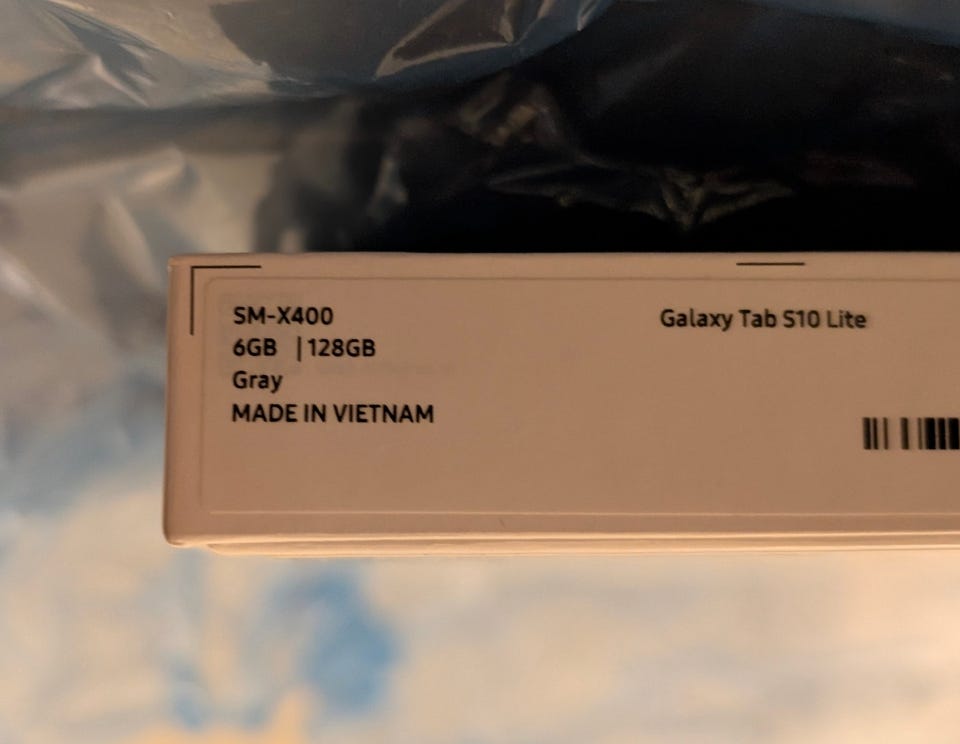 SM-X400
6GB | 128GB
Gray
MADE IN VIETNAM
Galaxy Tab S10 Lite